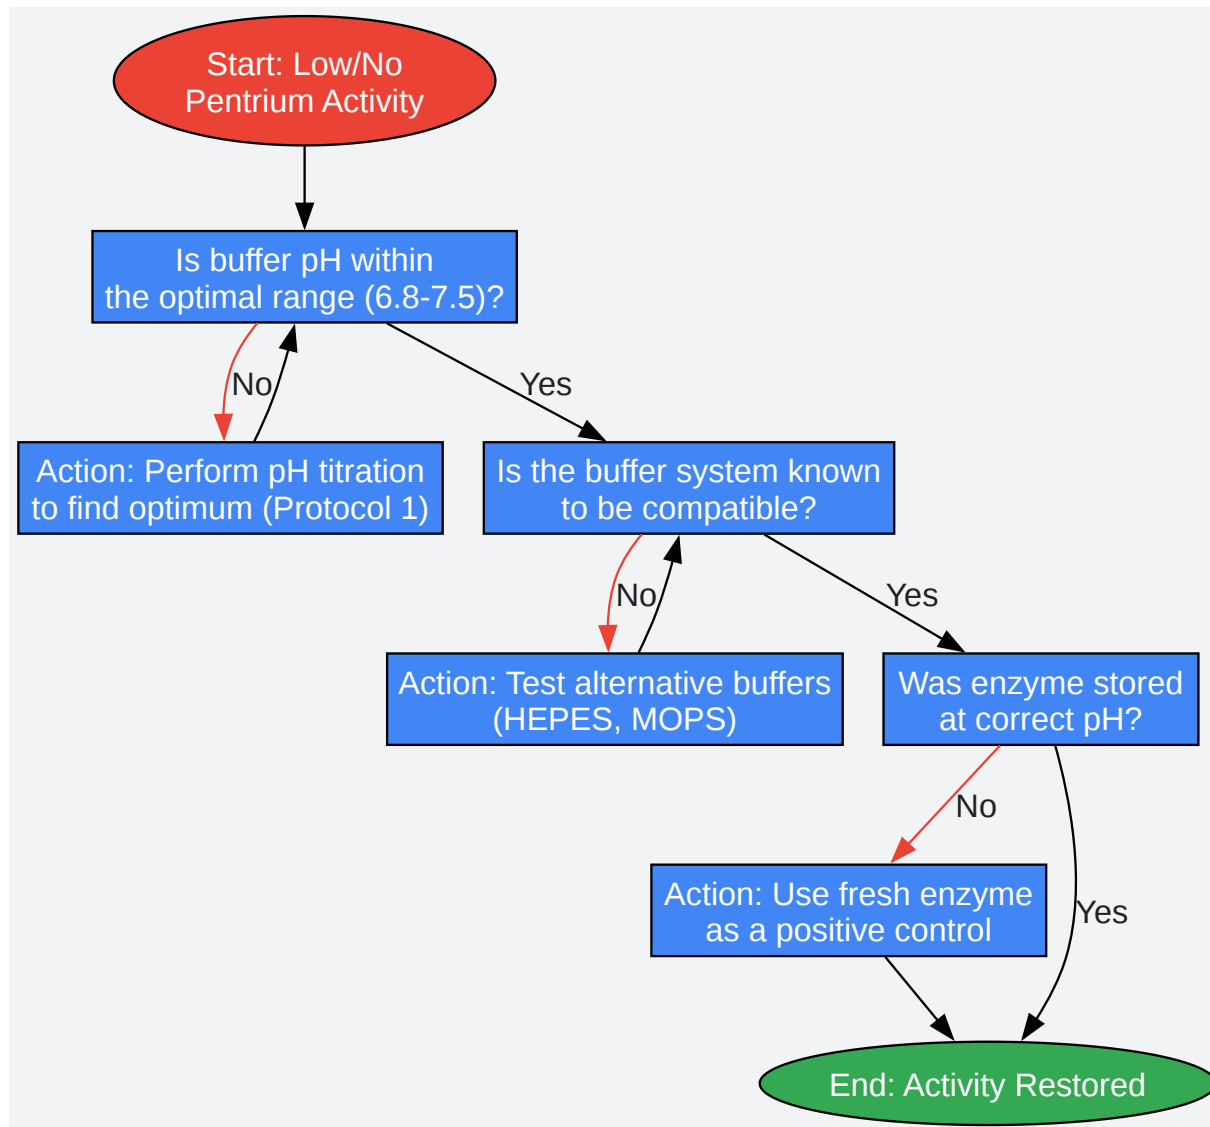 Start: Low/No
Pentrium Activity
Is buffer pH within
the optimal range (6.8-7.5)?
No
Yes
Action: Perform pH titration
to find optimum (Protocol 1)
Is the buffer system known
to be compatible?
No
Yes
Action: Test alternative buffers
(HEPES, MOPS)
Was enzyme stored
at correct pH?
No
Action: Use fresh enzyme
as a positive control
Yes
End: Activity Restored